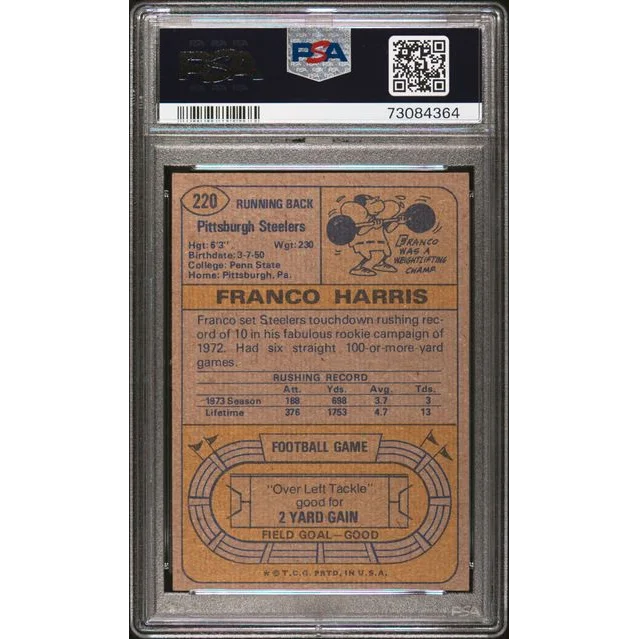 PSA
PSA
73084364
220 RUNNING BACK
Pittsburgh Steelers
Hgt: 6'3" Wgt: 230
Birthdate: 3-7-50
College: Penn State
Home: Pittsburgh, Pa.
FRANCO
WAS A
WEIGHTLIFTING
CHAMP.
FRANCO HARRIS
Franco set Steelers touchdown rushing rec-
ord of 10 in his fabulous rookie campaign of
1972. Had six straight 100-or-more-yard
games.
RUSHING RECORD
Att. Yds. Avg. Tds.
1973 Season 188 698 3.7 3
Lifetime 376 1753 4.7 13
FOOTBALL GAME
"Over Left Tackle"
good for
2 YARD GAIN
FIELD GOAL—GOOD
W © T.C.G. PRTD. IN U.S.A.
PSA